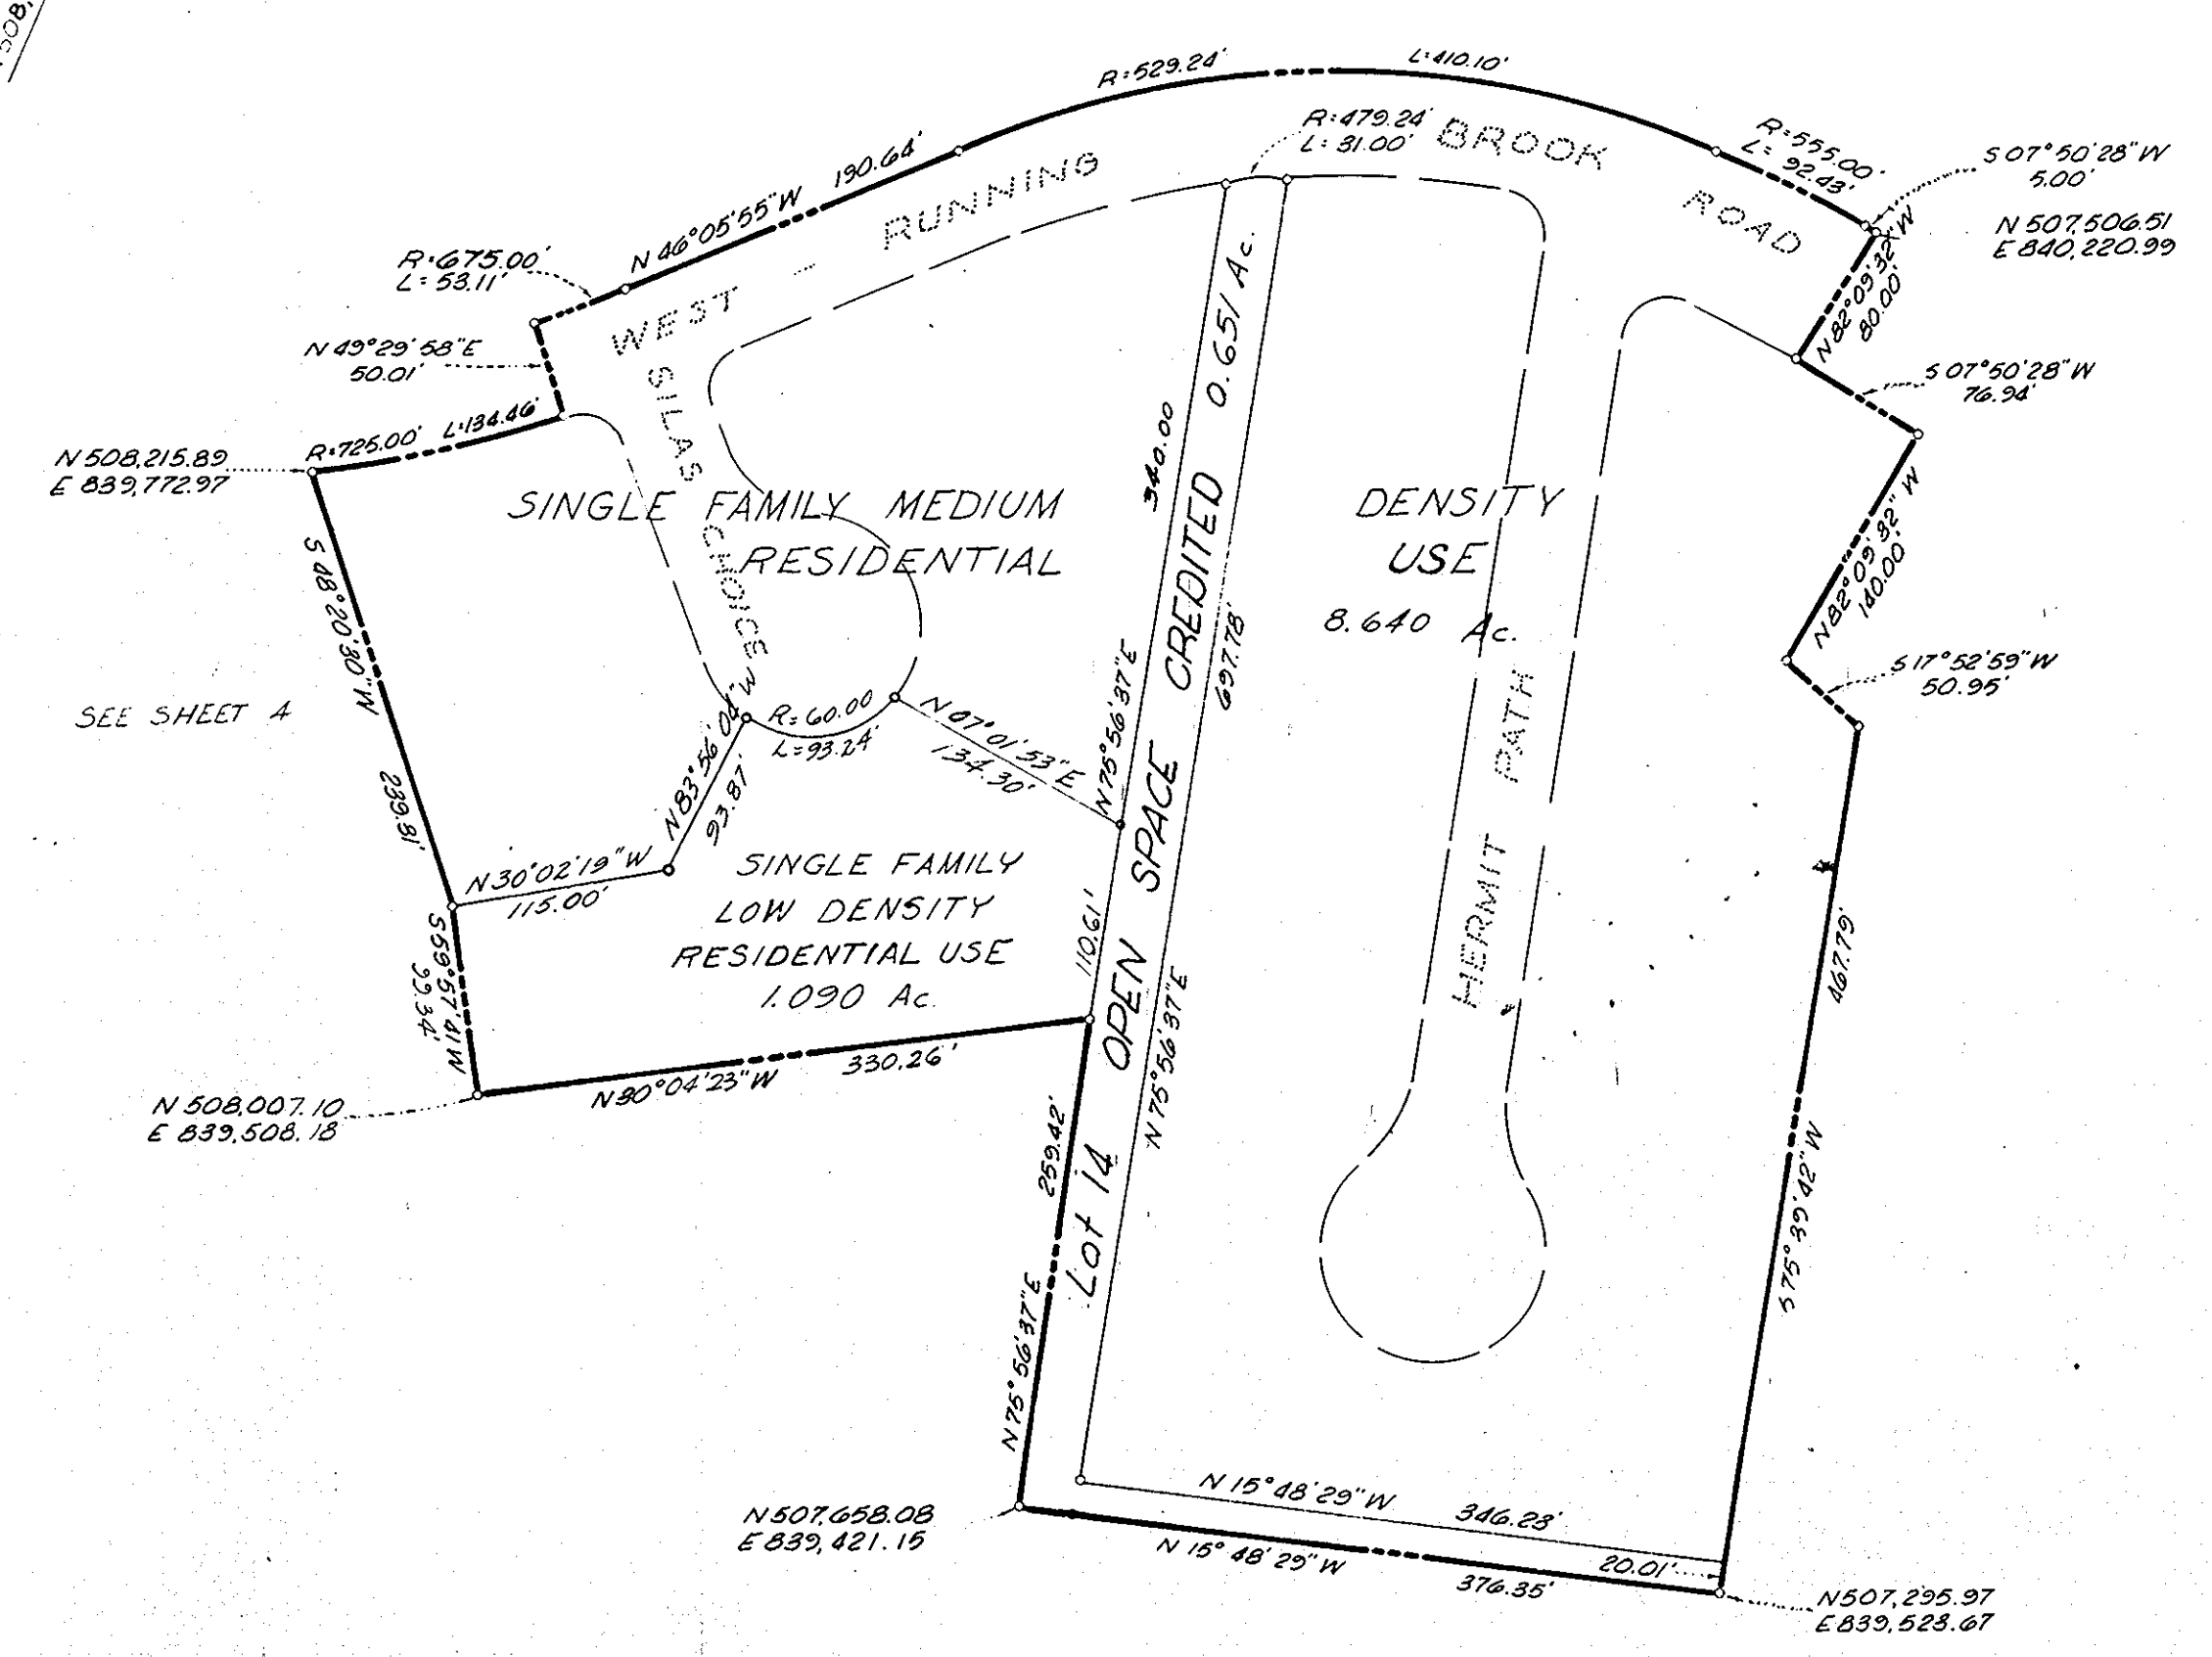 R=529.24'
L=410.10'
R=479.24'
L=31.00'
R=555.00'
L=92.43'
S 07°50'28" W
5.00'
N 507,506.51
E 840,220.99
N 46°05'55" W 190.64'
R=675.00'
L=53.11'
N 49°29'58" E
50.01'
R=725.00' L=134.46'
N 508,215.89
E 839,772.97
WEST RUNNING BROOK ROAD
SILAS CHOICE
N 82°09'32" W
80.00'
S 07°50'28" W
76.94'
N 82°09'32" W
140.00'
S 17°52'59" W
50.95'
SINGLE FAMILY MEDIUM DENSITY
RESIDENTIAL USE
8.640 Ac.
S 48°20'30" W 239.81'
SEE SHEET 4
R=60.00
L=93.24'
N 07°01'53" E
134.30'
N 83°56'04" W
93.87'
N 30°02'19" W
115.00'
SINGLE FAMILY
LOW DENSITY
RESIDENTIAL USE
1.090 Ac.
S 59°57'41 W
99.34'
N 508,007.10
E 839,508.18
N 30°04'23" W 330.26'
N 75°56'37" E 340.00
110.61'
Lot 14 OPEN SPACE CREDITED 0.651 Ac.
N 75°56'37" E 697.78'
N 75°56'37" E 259.42'
HERMIT PATH
S 75°39'42" W 467.79'
N 15°48'29" W 346.23'
N 15°48'29" W 376.35'
20.01'
N 507,658.08
E 839,421.15
N 507,295.97
E 839,523.67